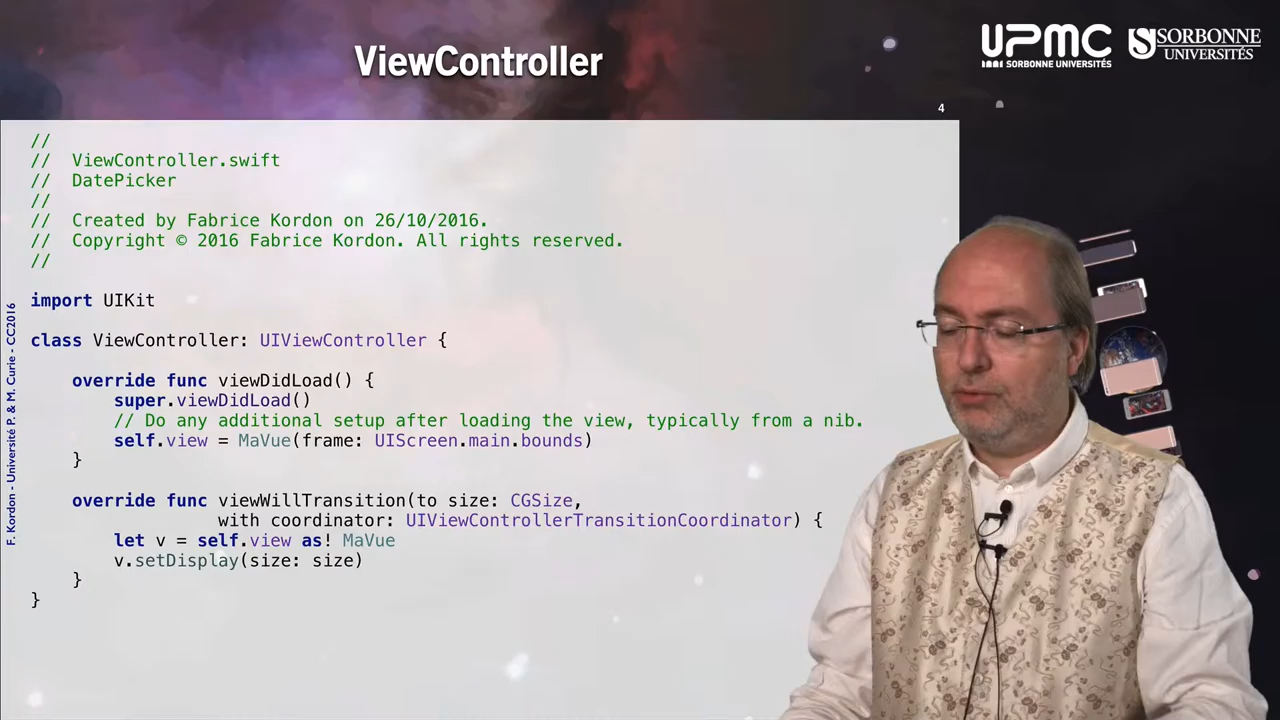 ViewController
UPMC
SORBONNE UNIVERSITÉS
SORBONNE
UNIVERSITÉS
4
//
//  ViewController.swift
//  DatePicker
//
//  Created by Fabrice Kordon on 26/10/2016.
//  Copyright © 2016 Fabrice Kordon. All rights reserved.
//
import UIKit
class ViewController: UIViewController {
override func viewDidLoad() {
super.viewDidLoad()
// Do any additional setup after loading the view, typically from a nib.
self.view = MaVue(frame: UIScreen.main.bounds)
}
override func viewWillTransition(to size: CGSize,
with coordinator: UIViewControllerTransitionCoordinator) {
let v = self.view as! MaVue
v.setDisplay(size: size)
}
}
F. Kordon - Université P. & M. Curie - CC2016